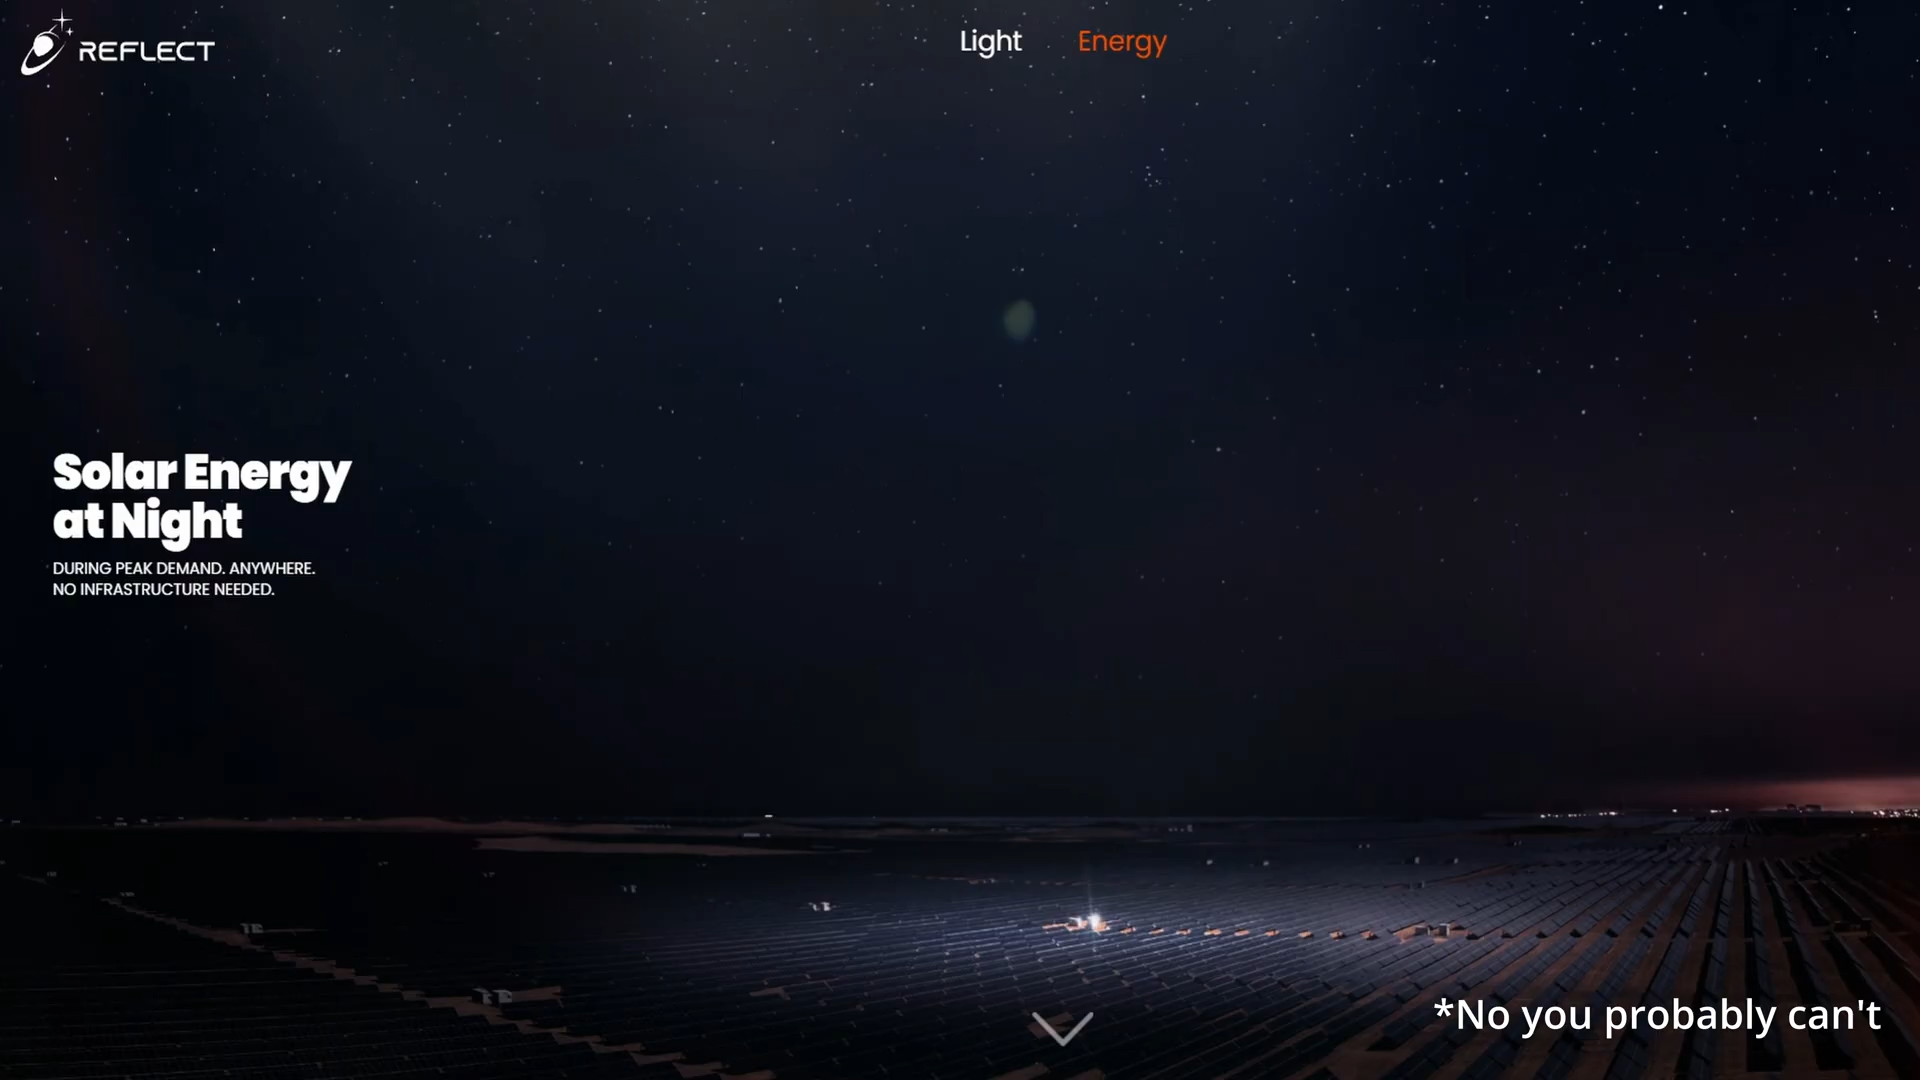 REFLECT
Light Energy
Solar Energy
at Night
DURING PEAK DEMAND. ANYWHERE.
NO INFRASTRUCTURE NEEDED.
*No you probably can't